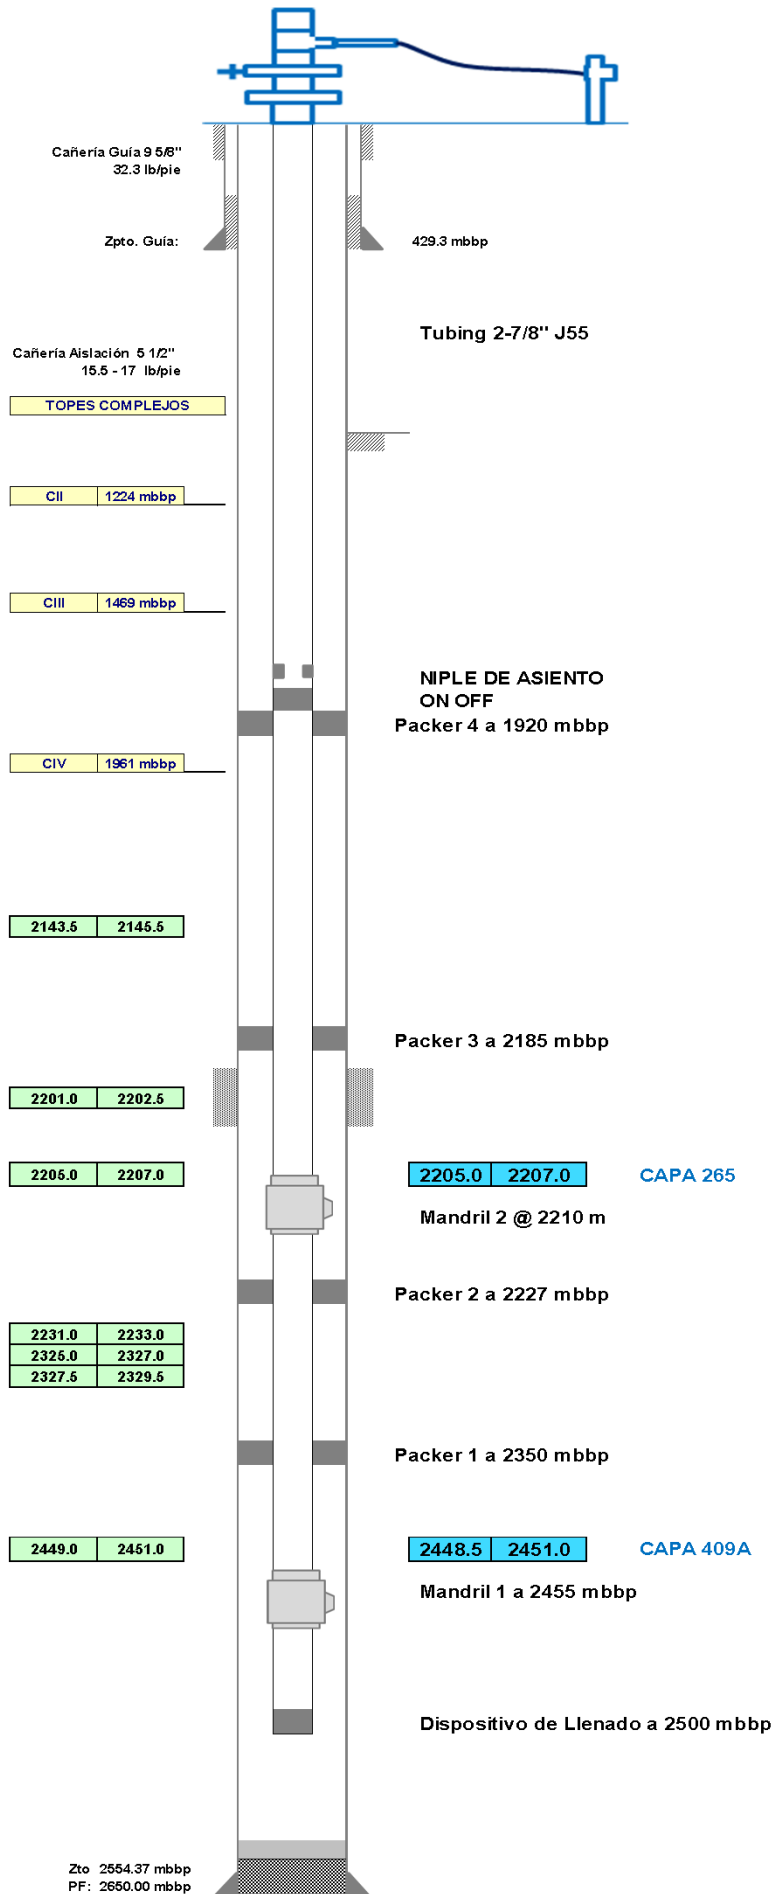 Cañería Guía 9 5/8"
32.3 lb/pie
Zpto. Guía:
429.3 mbbp
Tubing 2-7/8" J55
Cañería Aislación 5 1/2"
15.5 - 17 lb/pie
TOPES COMPLEJOS
CII 1224 mbbp
CIII 1469 mbbp
NIPLE DE ASIENTO
ON OFF
Packer 4 a 1920 mbbp
CIV 1961 mbbp
2143.5 2145.5
Packer 3 a 2185 mbbp
2201.0 2202.5
2205.0 2207.0
2205.0 2207.0 CAPA 265
Mandril 2 @ 2210 m
Packer 2 a 2227 mbbp
2231.0 2233.0
2325.0 2327.0
2327.5 2329.5
Packer 1 a 2350 mbbp
2449.0 2451.0
2448.5 2451.0 CAPA 409A
Mandril 1 a 2455 mbbp
Dispositivo de Llenado a 2500 mbbp
Zto 2554.37 mbbp
PF: 2650.00 mbbp